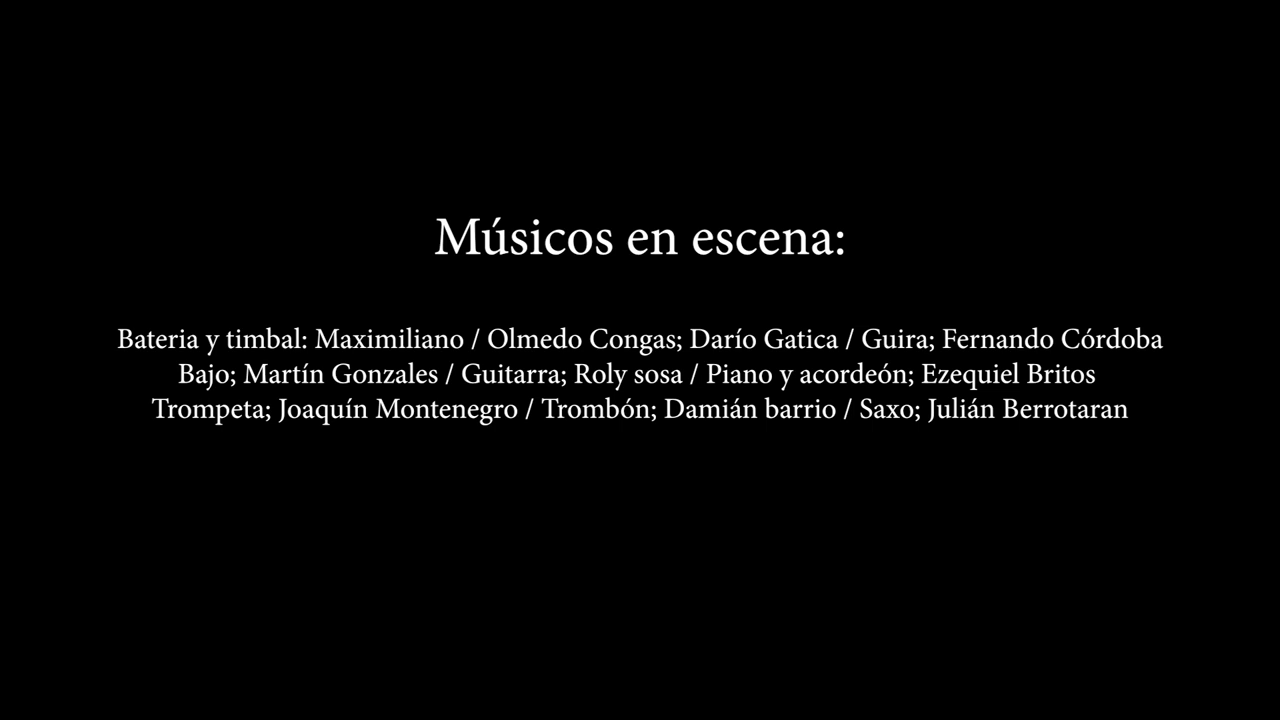 Músicos en escena:
Bateria y timbal: Maximiliano / Olmedo Congas; Darío Gatica / Guira; Fernando Córdoba
Bajo; Martín Gonzales / Guitarra; Roly sosa / Piano y acordeón; Ezequiel Britos
Trompeta; Joaquín Montenegro / Trombón; Damián barrio / Saxo; Julián Berrotaran